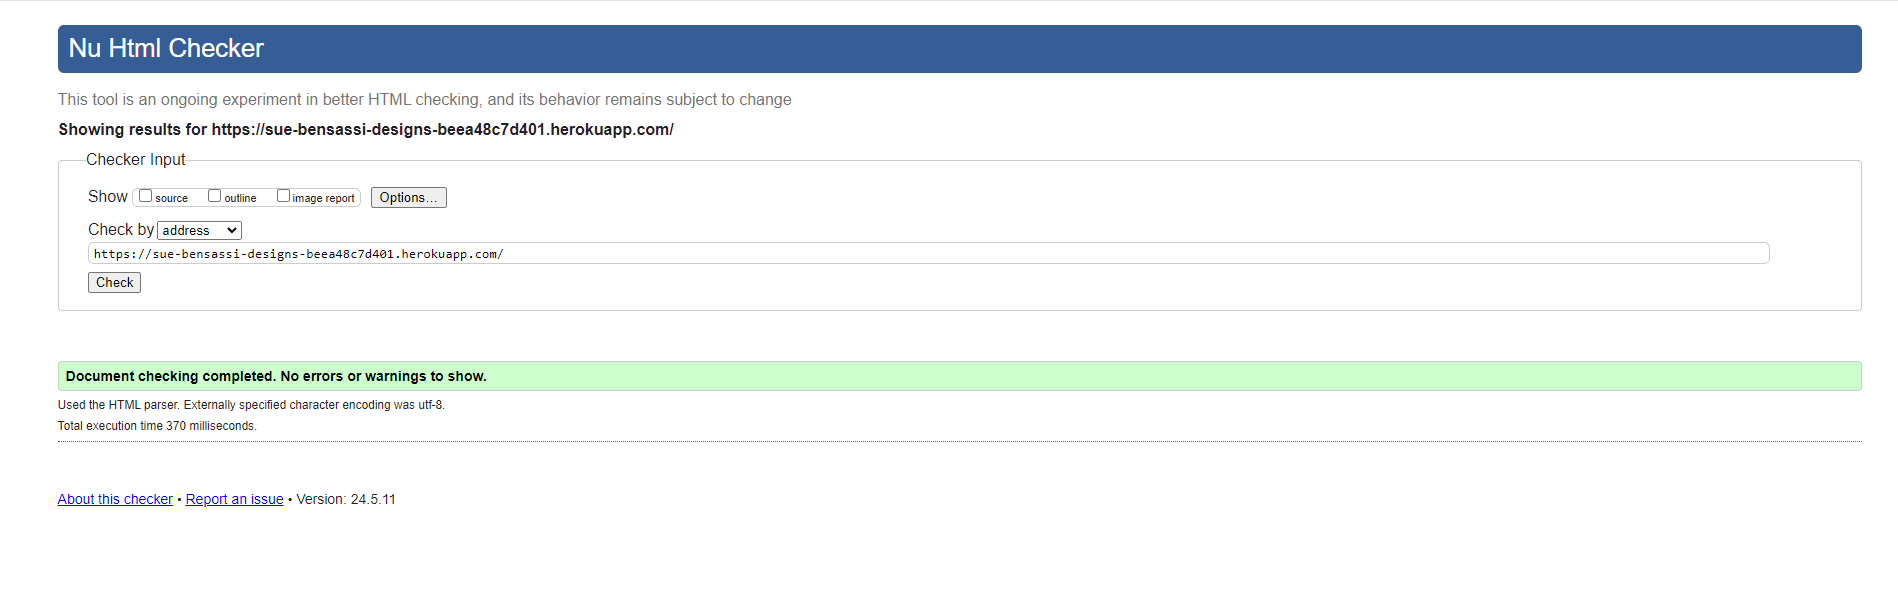 Nu Html Checker
This tool is an ongoing experiment in better HTML checking, and its behavior remains subject to change
Showing results for https://sue-bensassi-designs-beea48c7d401.herokuapp.com/
Checker Input
Show source outline image report Options...
Check by address
https://sue-bensassi-designs-beea48c7d401.herokuapp.com/
Check
Document checking completed. No errors or warnings to show.
Used the HTML parser. Externally specified character encoding was utf-8.
Total execution time 370 milliseconds.
About this checker • Report an issue • Version: 24.5.11